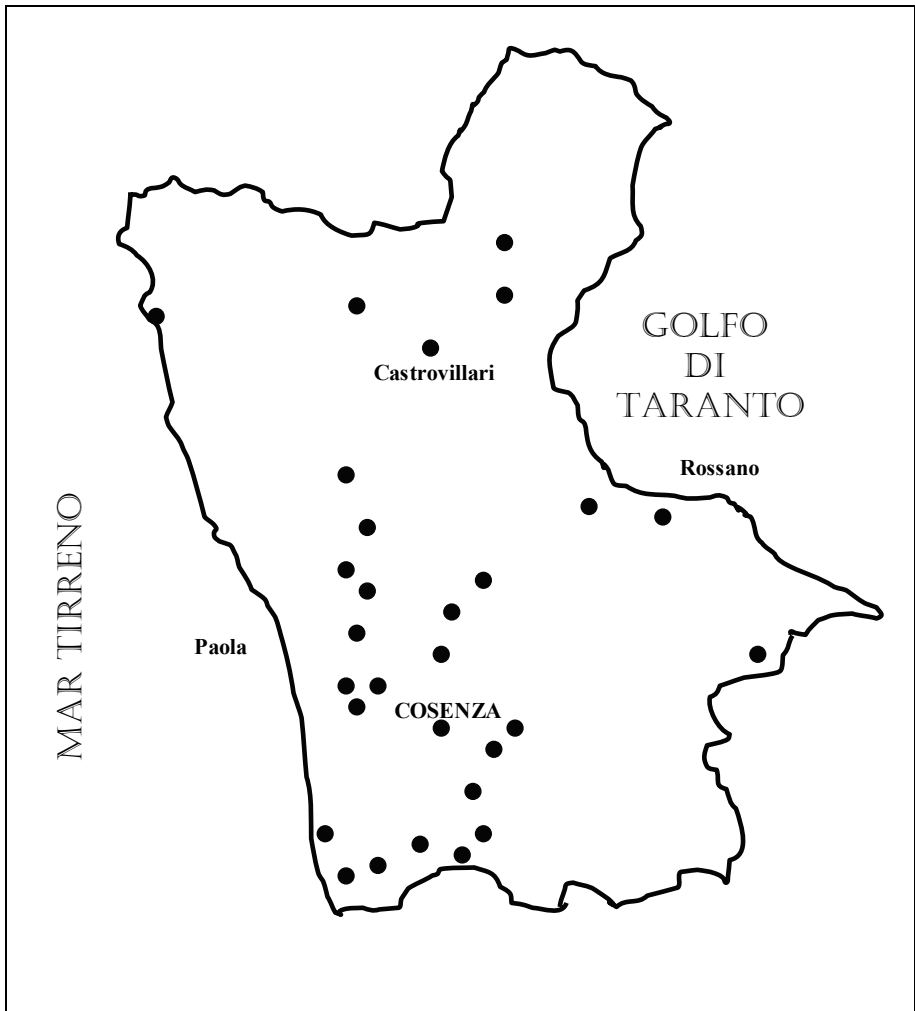 GOLFO
DI
TARANTO
Castrovillari
Rossano
MAR TIRRENO
Paola
COSENZA